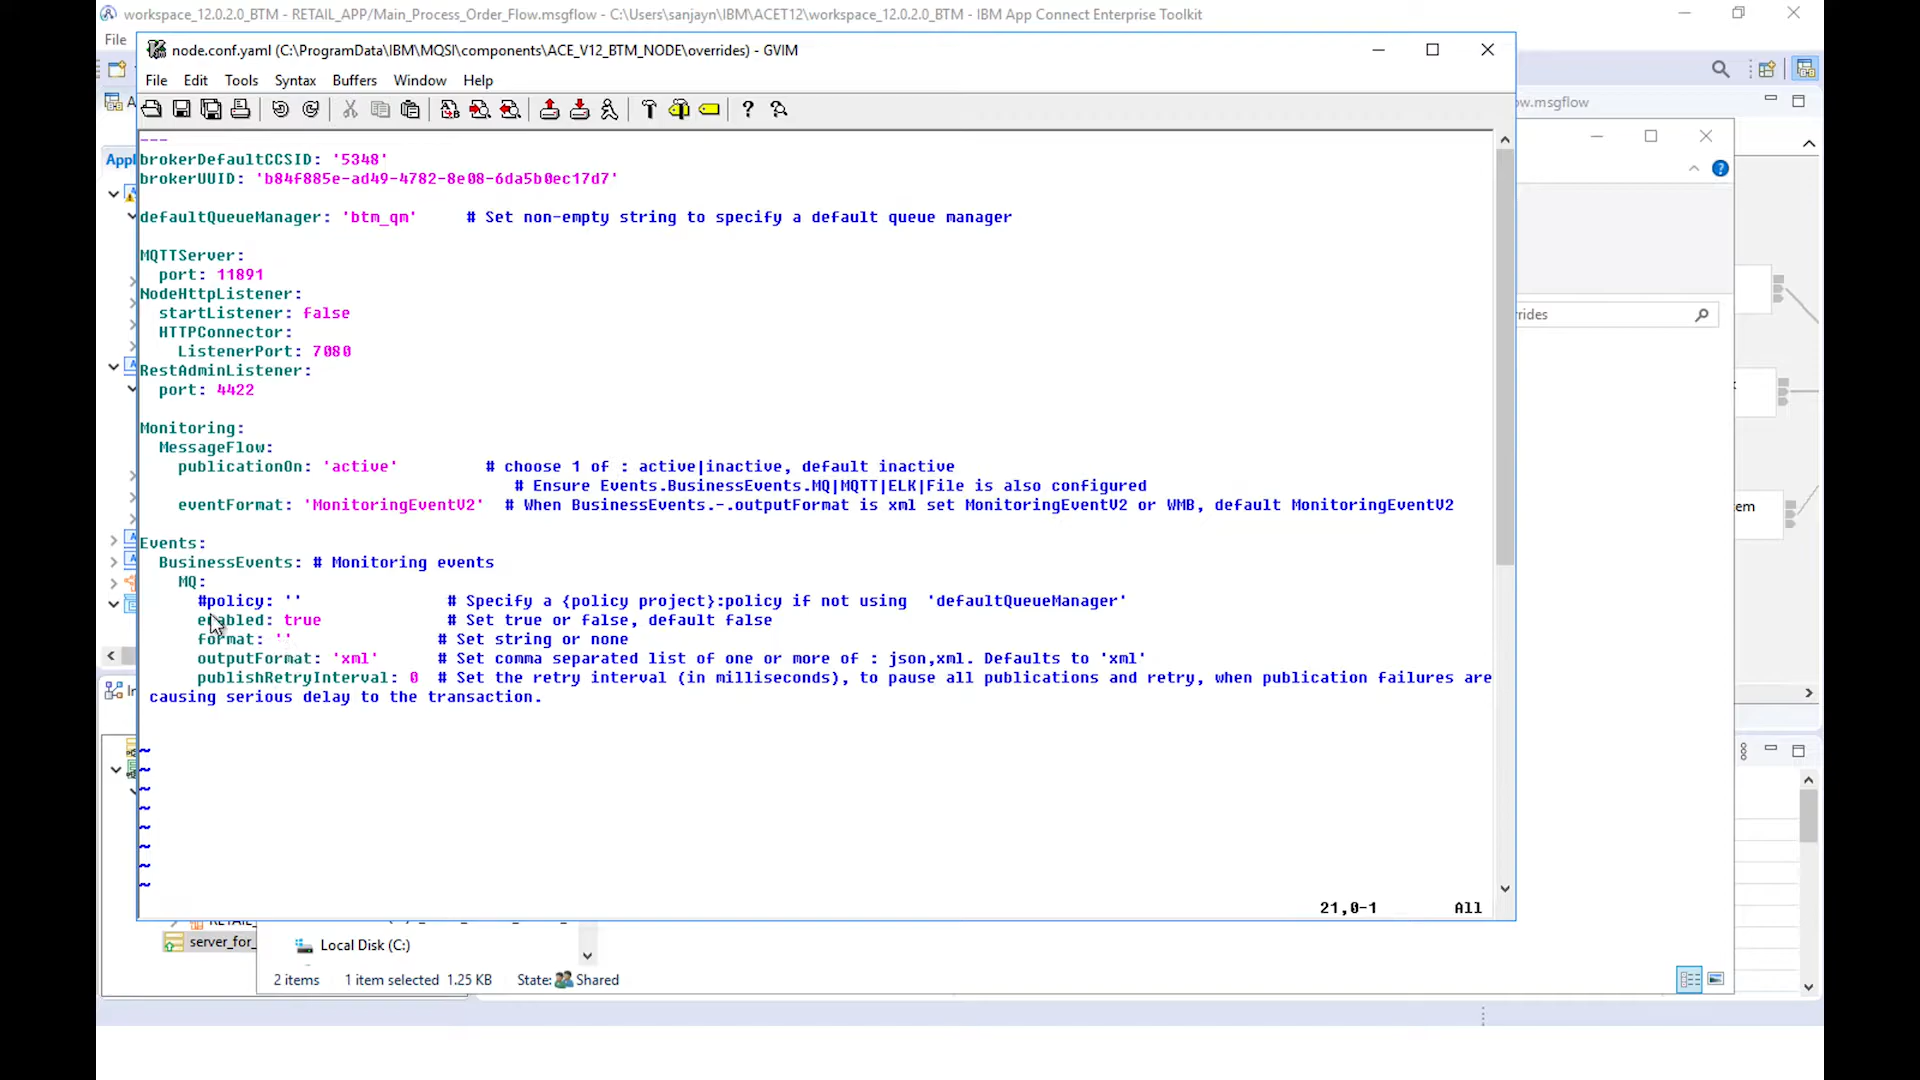 workspace_12.0.2.0_BTM - RETAIL_APP/Main_Process_Order_Flow.msgflow - C:\Users\sanjayn\IBM\ACET12\workspace_12.0.2.0_BTM - IBM App Connect Enterprise Toolkit
File
node.conf.yaml (C:\ProgramData\IBM\MQSI\components\ACE_V12_BTM_NODE\overrides) - GVIM
File Edit Tools Syntax Buffers Window Help
ow.msgflow
Appl
---
brokerDefaultCCSID: '5348'
brokerUUID: 'b84f885e-ad49-4782-8e08-6da5b0ec17d7'
defaultQueueManager: 'btm_qm' # Set non-empty string to specify a default queue manager
MQTTServer:
port: 11891
NodeHttpListener:
startListener: false
HTTPConnector:
ListenerPort: 7080
RestAdminListener:
port: 4422
rides
Monitoring:
MessageFlow:
publicationOn: 'active' # choose 1 of : active|inactive, default inactive
# Ensure Events.BusinessEvents.MQ|MQTT|ELK|File is also configured
eventFormat: 'MonitoringEventV2' # When BusinessEvents.-.outputFormat is xml set MonitoringEventV2 or WMB, default MonitoringEventV2
tem
Events:
BusinessEvents: # Monitoring events
MQ:
#policy: '' # Specify a {policy project}:policy if not using 'defaultQueueManager'
enabled: true # Set true or false, default false
format: '' # Set string or none
outputFormat: 'xml' # Set comma separated list of one or more of : json,xml. Defaults to 'xml'
publishRetryInterval: 0 # Set the retry interval (in milliseconds), to pause all publications and retry, when publication failures are
causing serious delay to the transaction.
~
~
~
~
~
~
~
~
21,0-1 All
server_for_
Local Disk (C:)
2 items 1 item selected 1.25 KB State: Shared